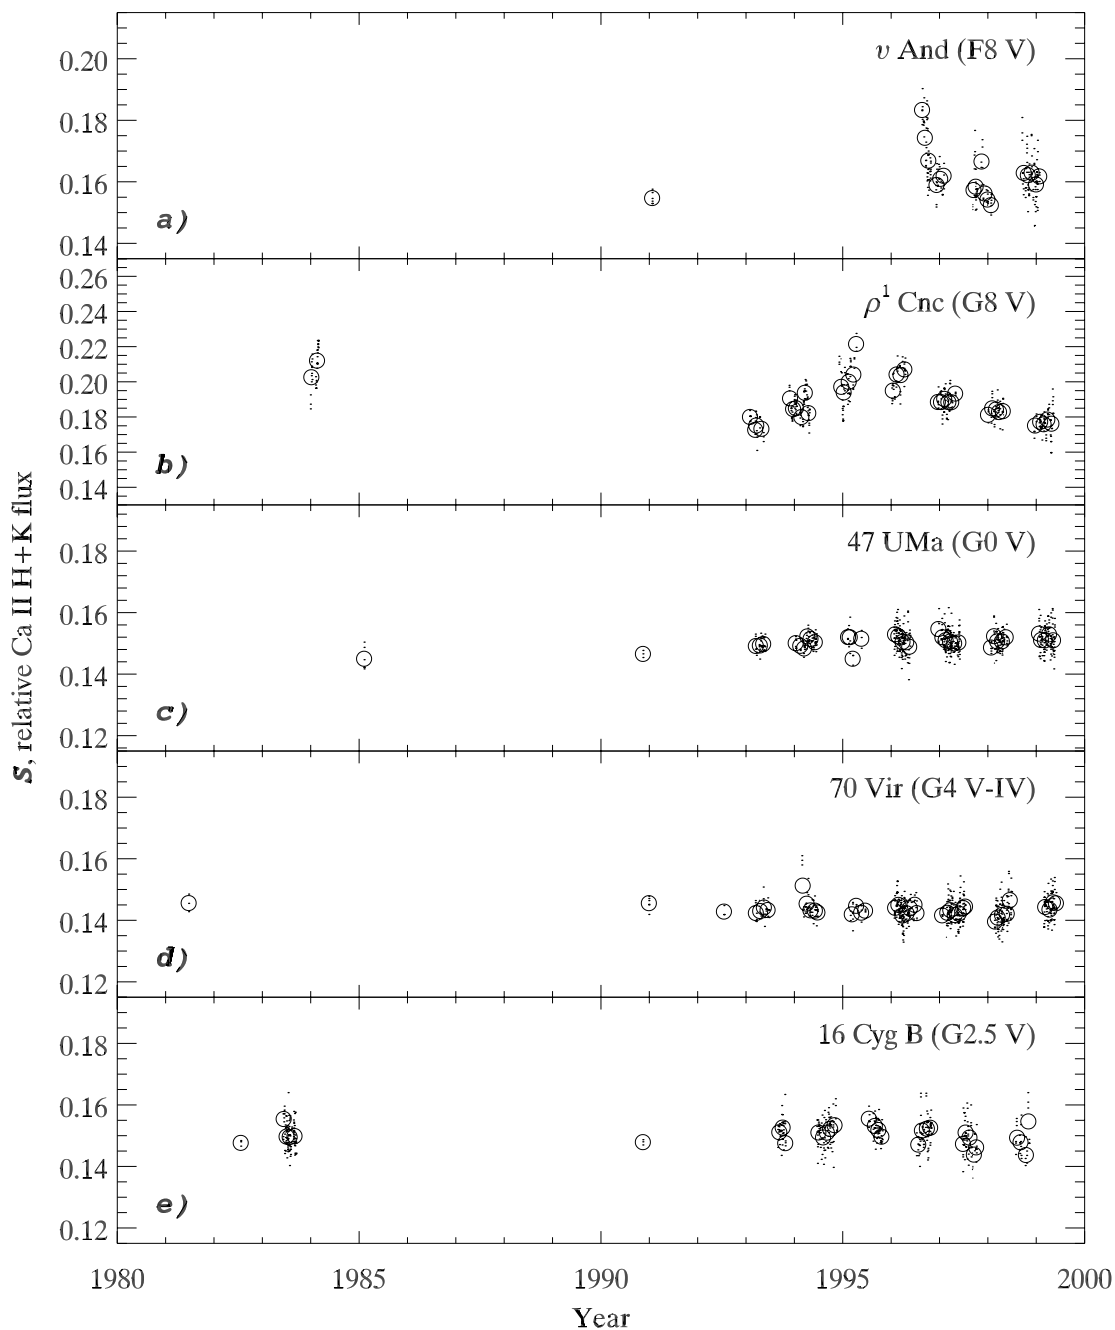 0.20
0.18
0.16
0.14
υ And (F8 V)
a)
0.26
0.24
0.22
0.20
0.18
0.16
0.14
ρ¹ Cnc (G8 V)
b)
0.18
0.16
0.14
0.12
47 UMa (G0 V)
c)
0.18
0.16
0.14
0.12
70 Vir (G4 V-IV)
d)
0.18
0.16
0.14
0.12
16 Cyg B (G2.5 V)
e)
S, relative Ca II H+K flux
1980 1985 1990 1995 2000
Year